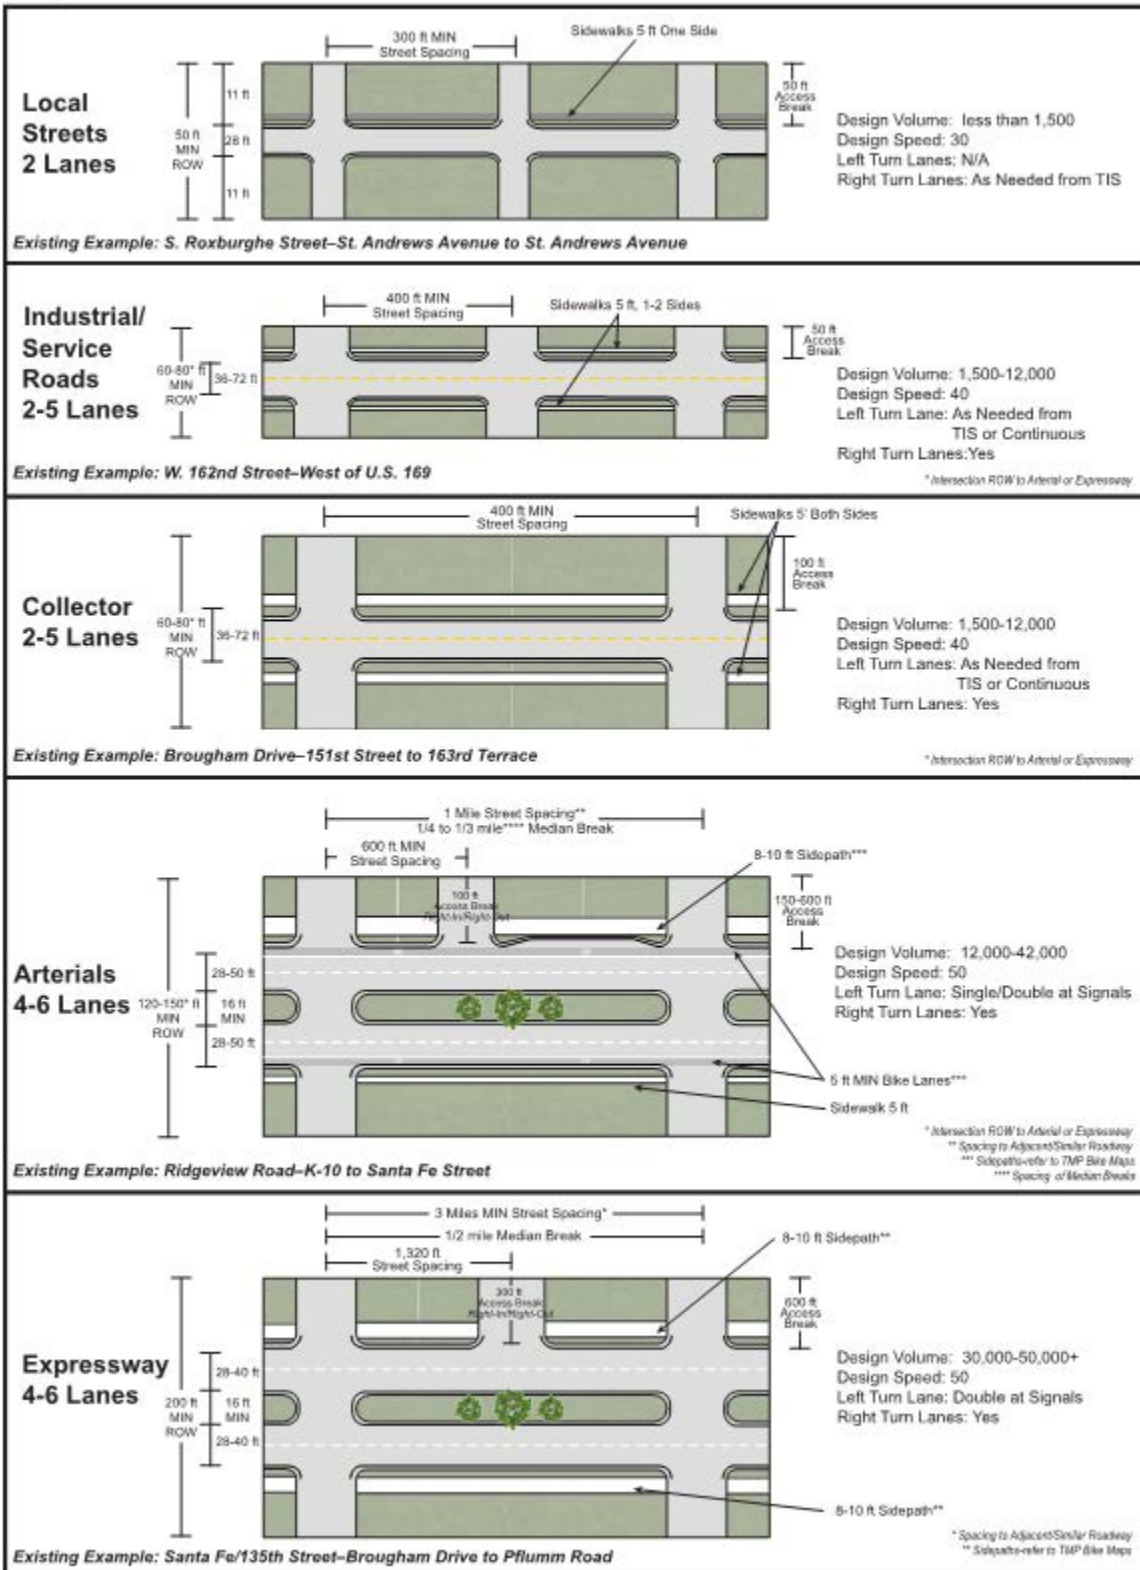 300 ft MIN
Street Spacing
Sidewalks 5 ft One Side
Local
Streets
2 Lanes
50 ft
MIN
ROW
11 ft
28 ft
11 ft
50 ft
Access
Break
Design Volume: less than 1,500
Design Speed: 30
Left Turn Lanes: N/A
Right Turn Lanes: As Needed from TIS
Existing Example: S. Roxburghe Street–St. Andrews Avenue to St. Andrews Avenue
400 ft MIN
Street Spacing
Sidewalks 5 ft, 1-2 Sides
Industrial/
Service
Roads
2-5 Lanes
60-80* ft
MIN
ROW
36-72 ft
50 ft
Access
Break
Design Volume: 1,500-12,000
Design Speed: 40
Left Turn Lane: As Needed from
TIS or Continuous
Right Turn Lanes:Yes
* Intersection ROW to Arterial or Expressway
Existing Example: W. 162nd Street–West of U.S. 169
400 ft MIN
Street Spacing
Sidewalks 5' Both Sides
Collector
2-5 Lanes
60-80* ft
MIN
ROW
36-72 ft
100 ft
Access
Break
Design Volume: 1,500-12,000
Design Speed: 40
Left Turn Lanes: As Needed from
TIS or Continuous
Right Turn Lanes: Yes
* Intersection ROW to Arterial or Expressway
Existing Example: Brougham Drive–151st Street to 163rd Terrace
1 Mile Street Spacing**
1/4 to 1/3 mile**** Median Break
600 ft MIN
Street Spacing
8-10 ft Sidepath***
100 ft
Access Break
Right-In/Right-Out
150-600 ft
Access
Break
Arterials
4-6 Lanes
120-150* ft
MIN
ROW
28-50 ft
16 ft
MIN
28-50 ft
Design Volume: 12,000-42,000
Design Speed: 50
Left Turn Lane: Single/Double at Signals
Right Turn Lanes: Yes
5 ft MIN Bike Lanes***
Sidewalk 5 ft
* Intersection ROW to Arterial or Expressway
** Spacing to Adjacent/Similar Roadway
*** Sidepaths-refer to TMP Bike Maps
**** Spacing of Median Breaks
Existing Example: Ridgeview Road–K-10 to Santa Fe Street
3 Miles MIN Street Spacing*
1/2 mile Median Break
1,320 ft
Street Spacing
8-10 ft Sidepath**
300 ft
Access Break
Right-In/Right-Out
600 ft
Access
Break
Expressway
4-6 Lanes
200 ft
MIN
ROW
28-40 ft
16 ft
MIN
28-40 ft
Design Volume: 30,000-50,000+
Design Speed: 50
Left Turn Lane: Double at Signals
Right Turn Lanes: Yes
8-10 ft Sidepath**
* Spacing to Adjacent/Similar Roadway
** Sidepaths-refer to TMP Bike Maps
Existing Example: Santa Fe/135th Street–Brougham Drive to Pflumm Road